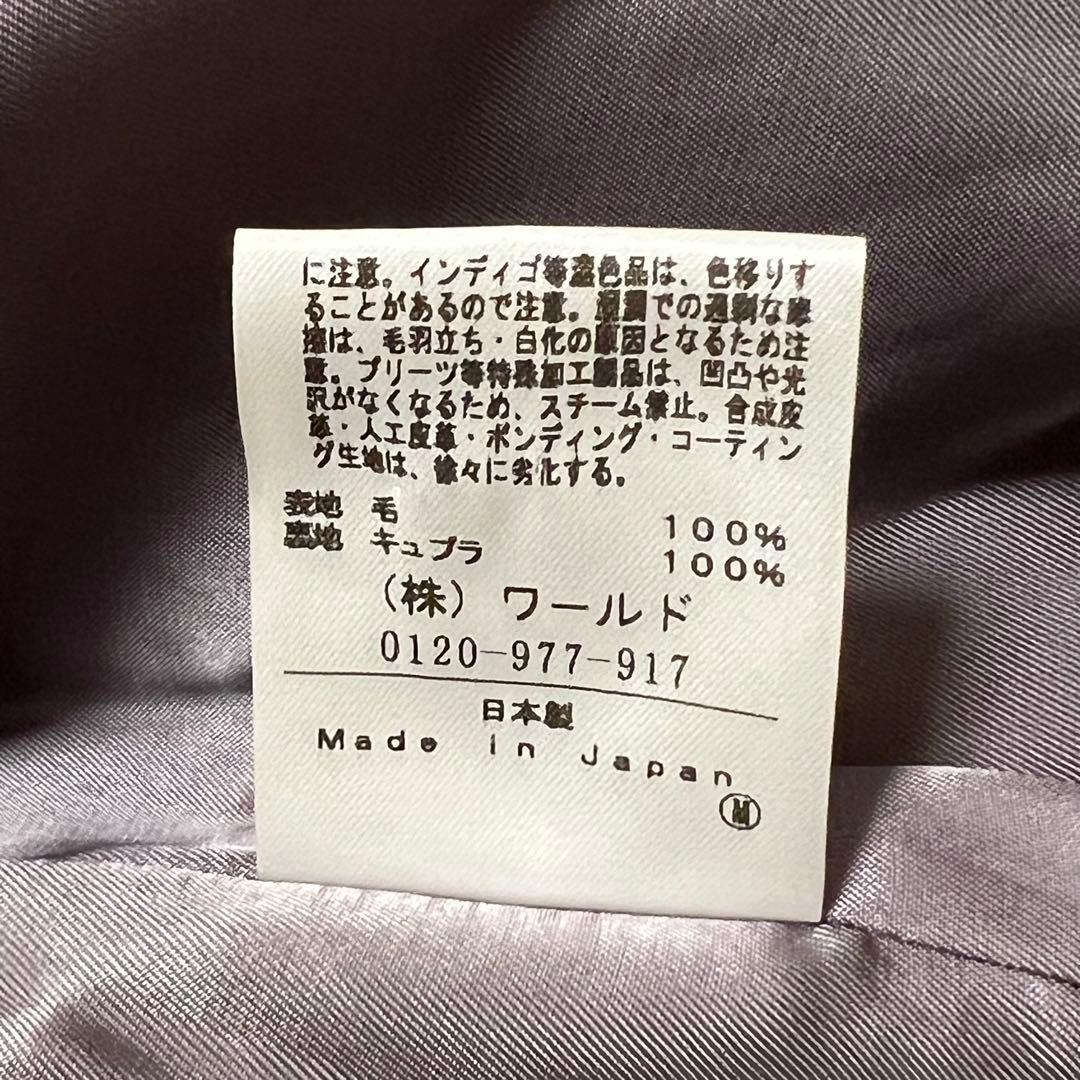 に注意。インディゴ等濃色品は、色移りす
ることがあるので注意。湿潤での過剰な摩
擦は、毛羽立ち・白化の原因となるため注
意。プリーツ等特殊加工製品は、凹凸や光
沢がなくなるため、スチーム禁止。合成皮
革・人工皮革・ボンディング・コーティン
グ生地は、徐々に劣化する。
表地 毛 100%
裏地 キュプラ 100%
(株) ワールド
0120-977-917
日本製
Made in Japan
M